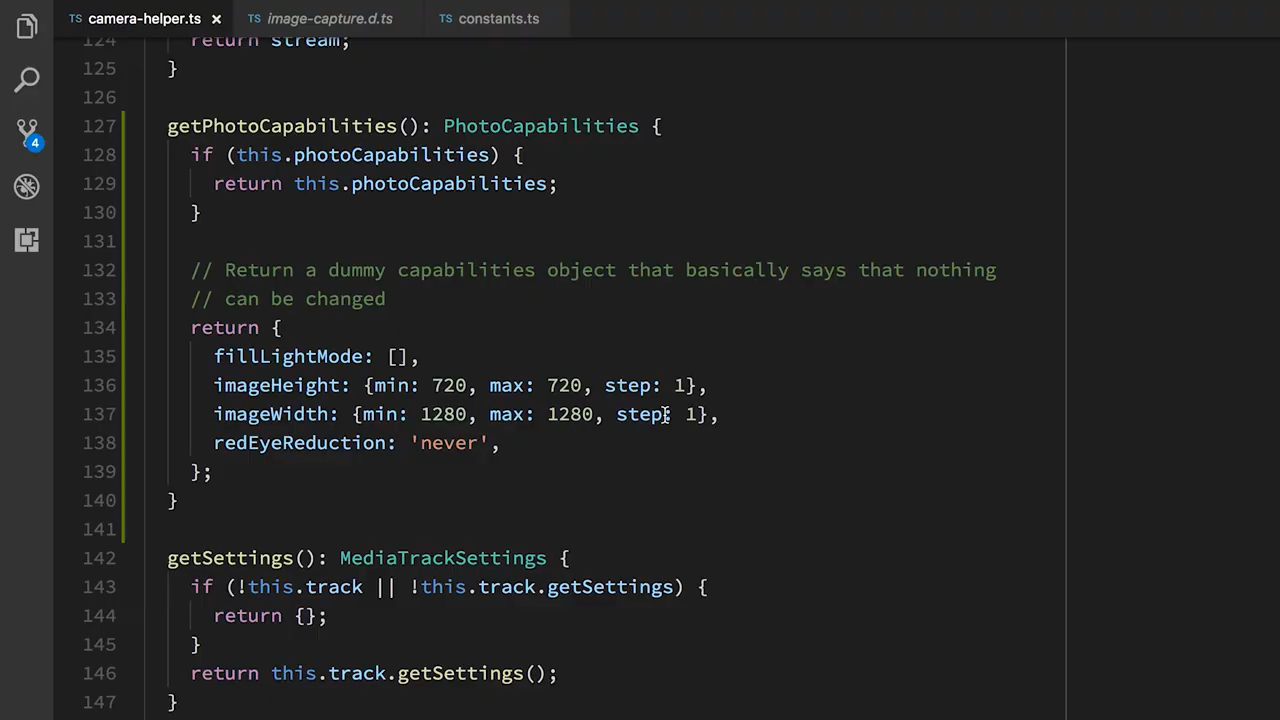 TS camera-helper.ts × TS image-capture.d.ts TS constants.ts
124 return stream;
125 }
126
127 getPhotoCapabilities(): PhotoCapabilities {
128 if (this.photoCapabilities) {
129 return this.photoCapabilities;
130 }
131
132 // Return a dummy capabilities object that basically says that nothing
133 // can be changed
134 return {
135 fillLightMode: [],
136 imageHeight: {min: 720, max: 720, step: 1},
137 imageWidth: {min: 1280, max: 1280, step: 1},
138 redEyeReduction: 'never',
139 };
140 }
141
142 getSettings(): MediaTrackSettings {
143 if (!this.track || !this.track.getSettings) {
144 return {};
145 }
146 return this.track.getSettings();
147 }
4